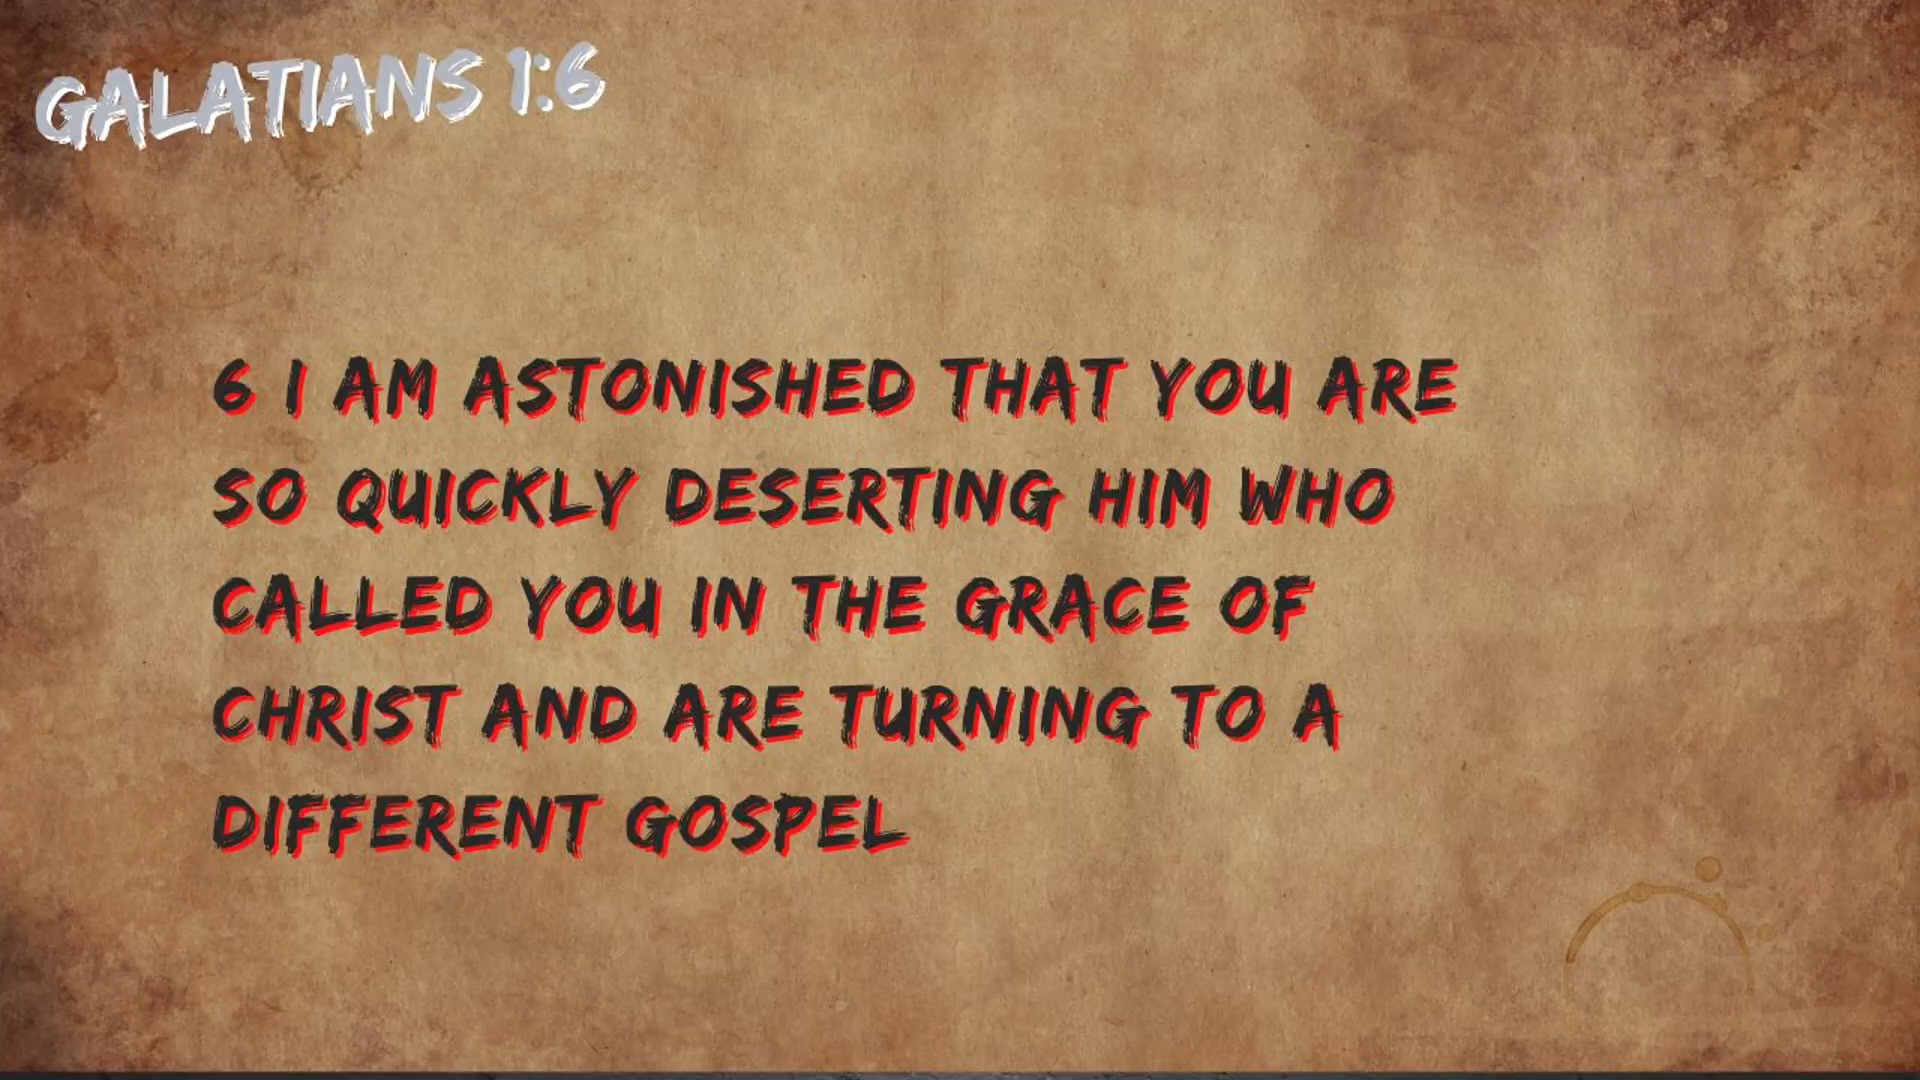 GALATIANS 1:6
6 I AM ASTONISHED THAT YOU ARE
SO QUICKLY DESERTING HIM WHO
CALLED YOU IN THE GRACE OF
CHRIST AND ARE TURNING TO A
DIFFERENT GOSPEL